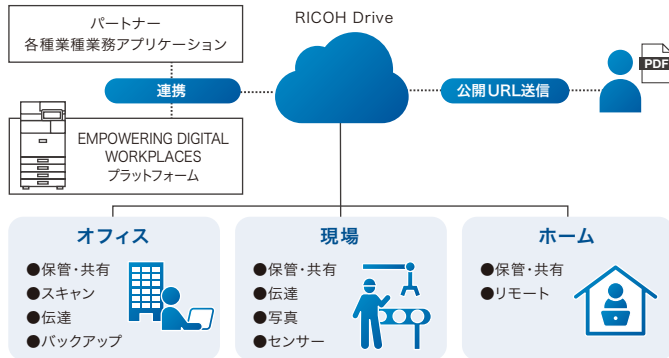 パートナー
各種業種業務アプリケーション
RICOH Drive
連携
公開URL送信
PDF
EMPOWERING DIGITAL
WORKPLACES
プラットフォーム
オフィス
●保管・共有
●スキャン
●伝達
●バックアップ
現場
●保管・共有
●伝達
●写真
●センサー
ホーム
●保管・共有
●リモート